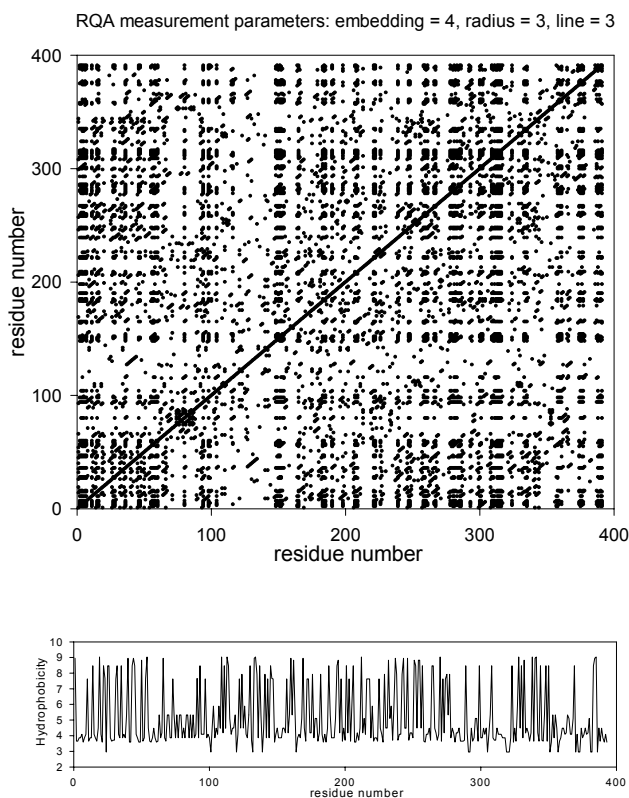 RQA measurement parameters: embedding = 4, radius = 3, line = 3
400
300
200
100
0
residue number
0 100 200 300 400
residue number
10
9
8
7
6
5
4
3
2
Hydrophobicity
0 100 200 300 400
residue number